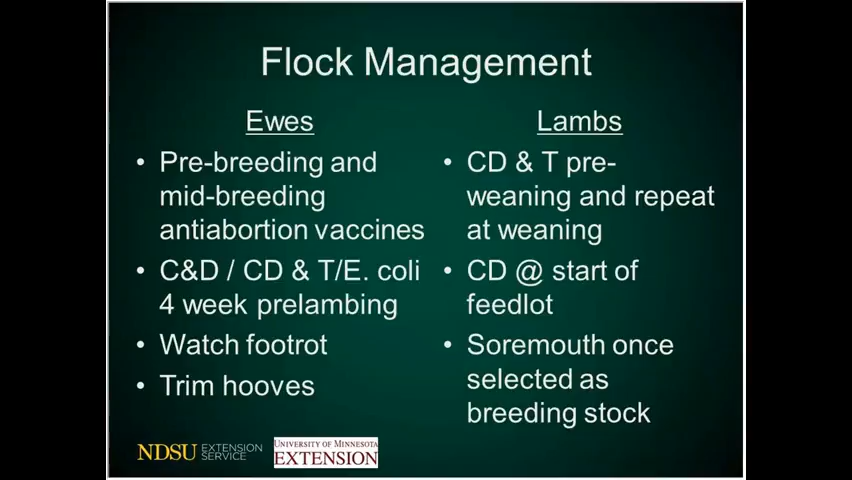 Flock Management
Ewes
• Pre-breeding and
mid-breeding
antiabortion vaccines
• C&D / CD & T/E. coli
4 week prelambing
• Watch footrot
• Trim hooves
Lambs
• CD & T pre-
weaning and repeat
at weaning
• CD @ start of
feedlot
• Soremouth once
selected as
breeding stock
NDSU EXTENSION
SERVICE
UNIVERSITY OF MINNESOTA
EXTENSION